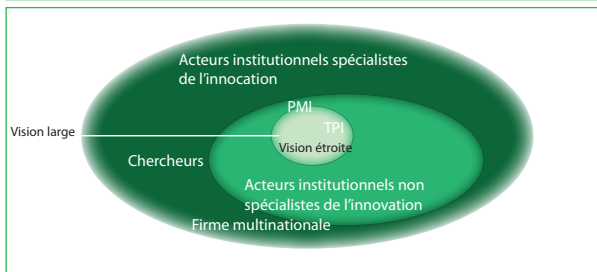 Acteurs institutionnels spécialistes
de l’innocation
PMI
TPI
Vision large
Vision étroite
Chercheurs
Acteurs institutionnels non
spécialistes de l’innovation
Firme multinationale